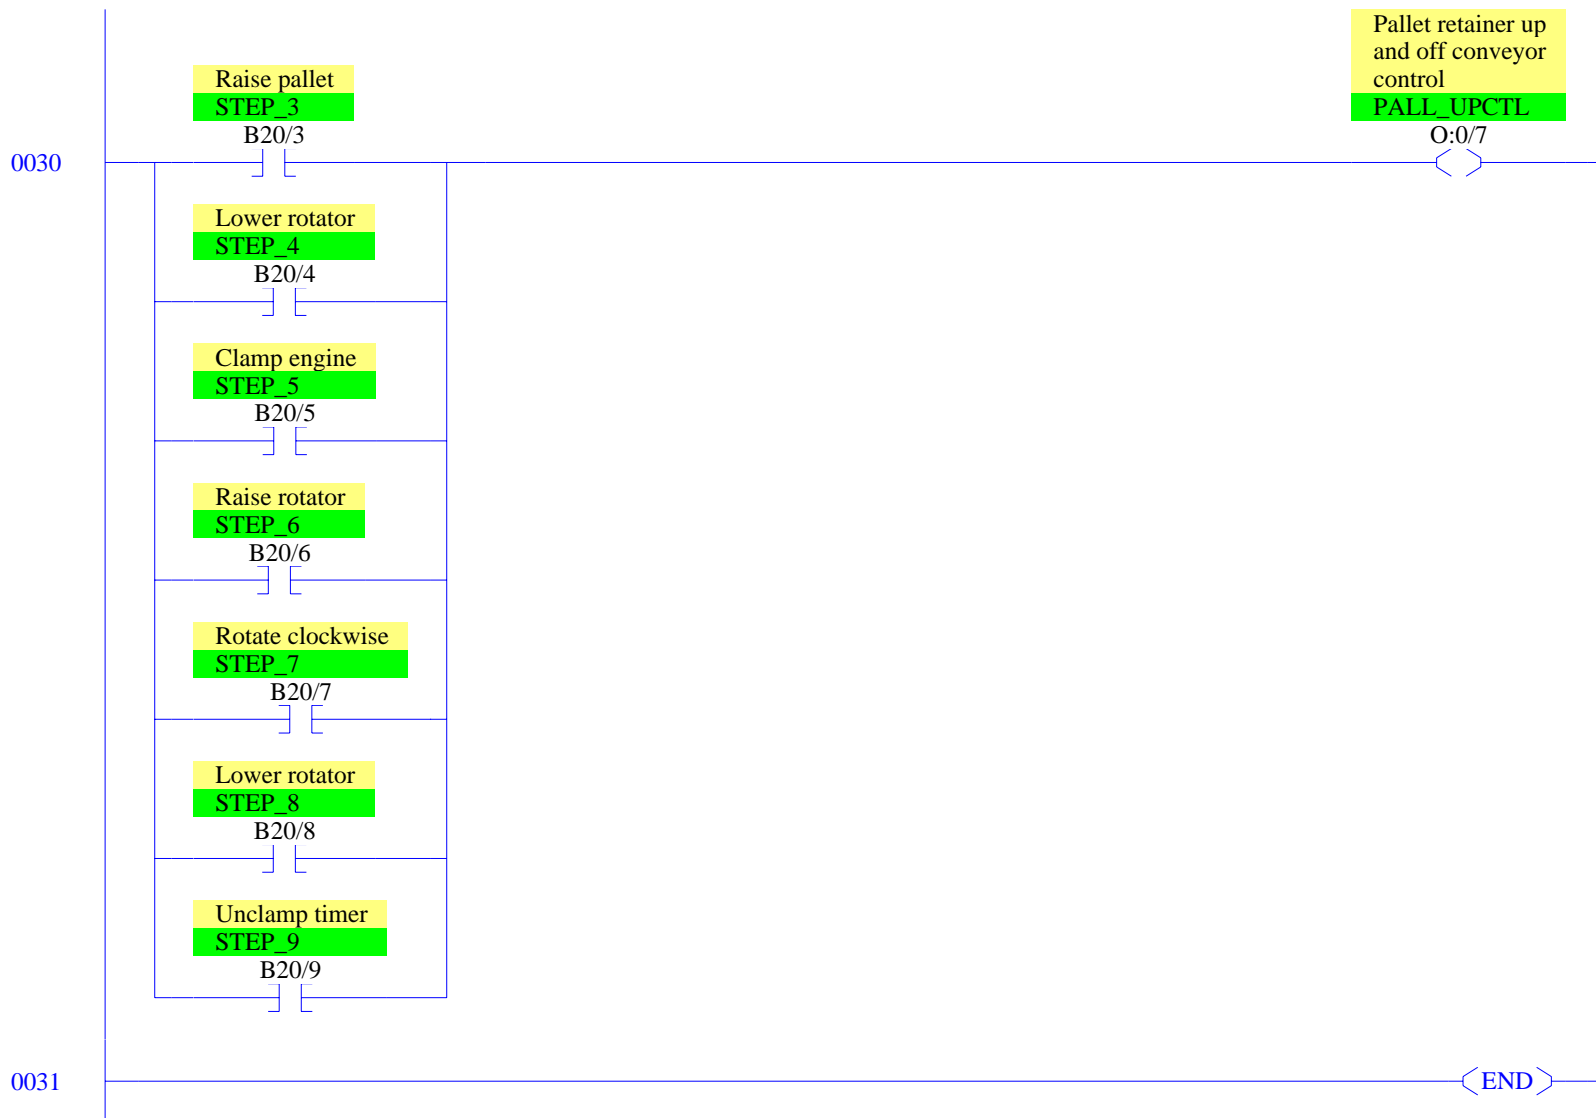 Pallet retainer up
and off conveyor
control
PALL_UPCTL
O:0/7
Raise pallet
STEP_3
B20/3
0030
Lower rotator
STEP_4
B20/4
Clamp engine
STEP_5
B20/5
Raise rotator
STEP_6
B20/6
Rotate clockwise
STEP_7
B20/7
Lower rotator
STEP_8
B20/8
Unclamp timer
STEP_9
B20/9
0031
END